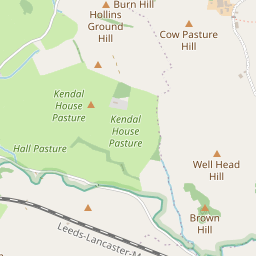 Burn Hill
Hollins
Ground
Hill
Cow Pasture
Hill
Kendal
House
Pasture
Kendal
House
Pasture
Hall Pasture
Well Head
Hill
Brown
Hill
Leeds-Lancaster-M